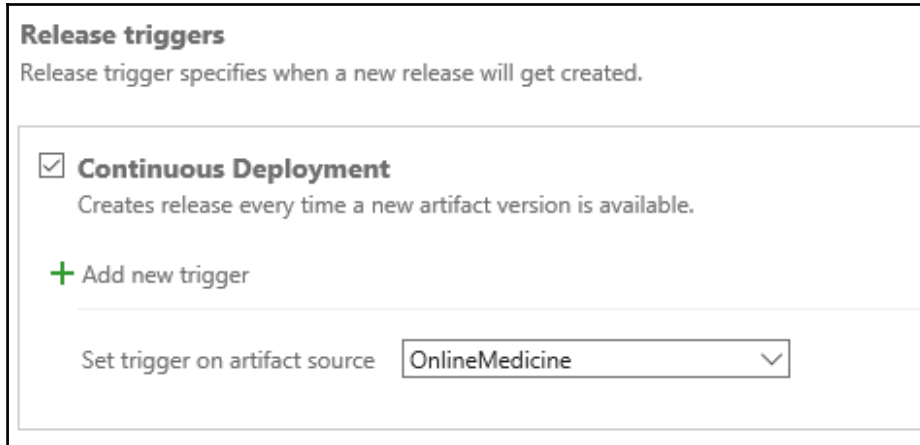 Release triggers
Release trigger specifies when a new release will get created.
Continuous Deployment
Creates release every time a new artifact version is available.
Add new trigger
Set trigger on artifact source OnlineMedicine